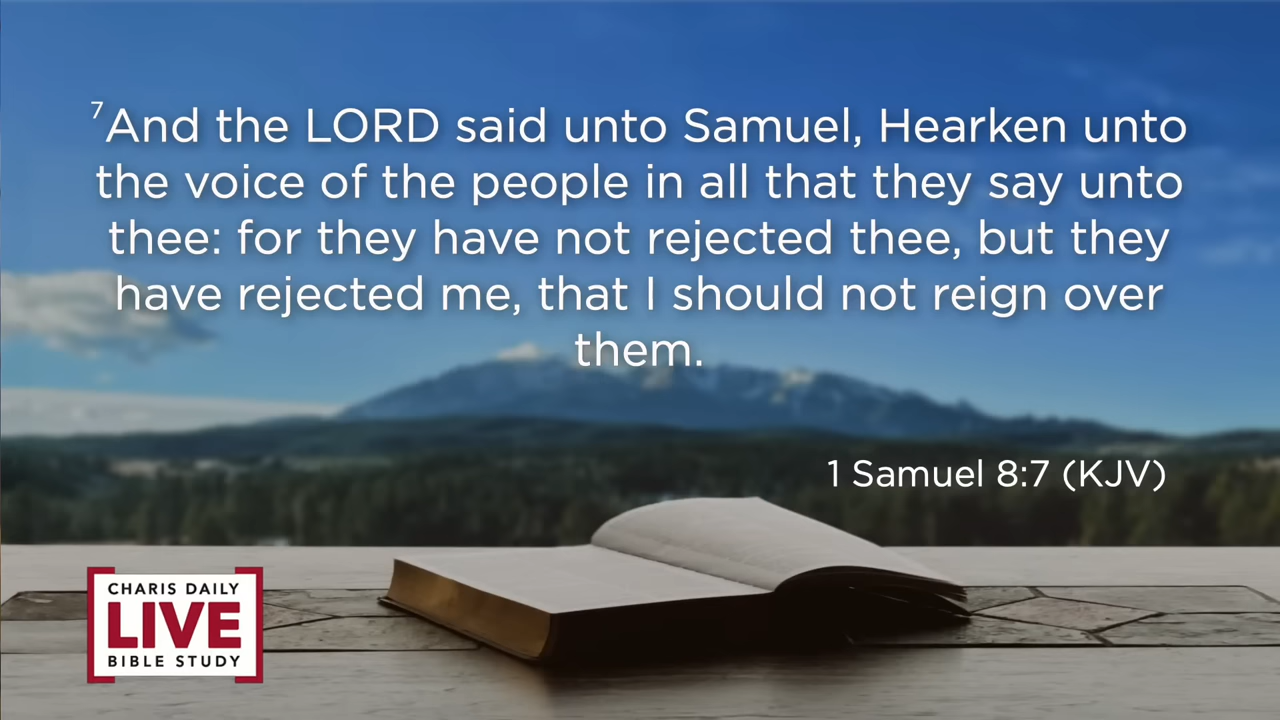 7And the LORD said unto Samuel, Hearken unto
the voice of the people in all that they say unto
thee: for they have not rejected thee, but they
have rejected me, that I should not reign over
them.
1 Samuel 8:7 (KJV)
CHARIS DAILY
LIVE
BIBLE STUDY